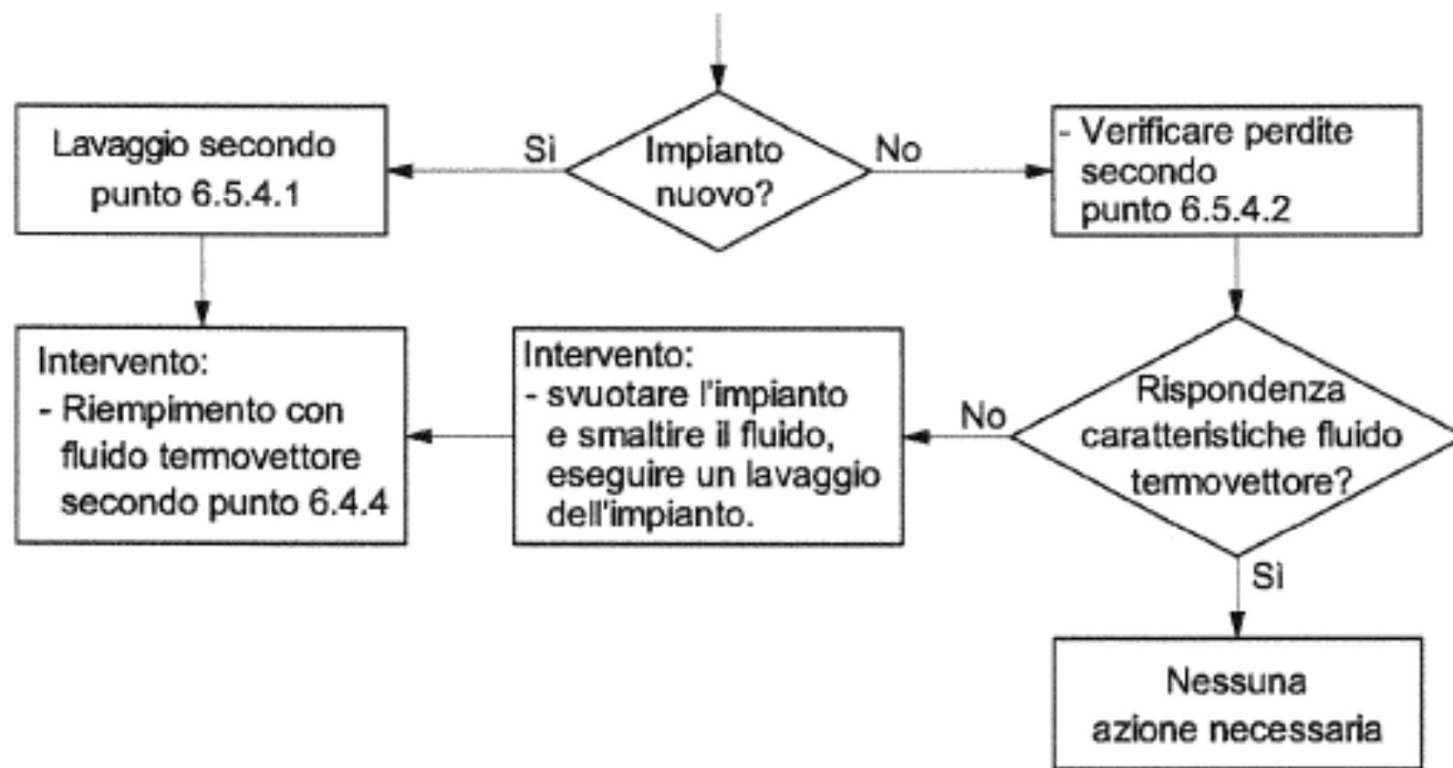 Lavaggio secondo
punto 6.5.4.1
Sì
Impianto
nuovo?
No
- Verificare perdite
secondo
punto 6.5.4.2
Intervento:
- Riempimento con
fluido termovettore
secondo punto 6.4.4
Intervento:
- svuotare l'impianto
e smaltire il fluido,
eseguire un lavaggio
dell'impianto.
No
Rispondenza
caratteristiche fluido
termovettore?
Sì
Nessuna
azione necessaria